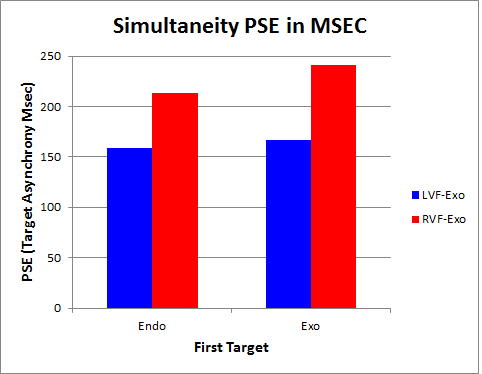 Simultaneity PSE in MSEC
PSE (Target Asynchrony Msec)
250
200
150
100
50
0
Endo
Exo
First Target
LVF-Exo
RVF-Exo